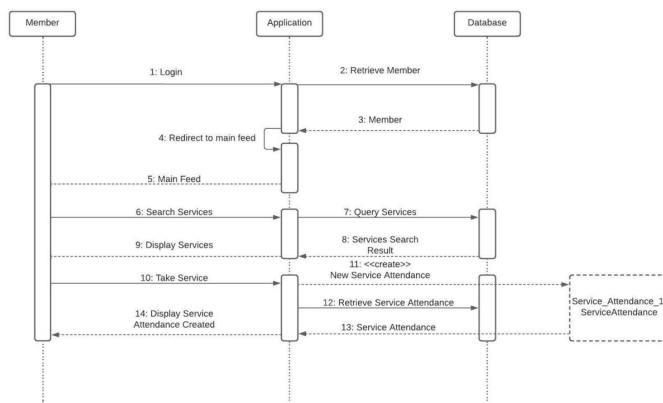 Member
Application
Database
1: Login
2: Retrieve Member
3: Member
4: Redirect to main feed
5: Main Feed
6: Search Services
7: Query Services
8: Services Search
Result
9: Display Services
11: <<create>>
New Service Attendance
10: Take Service
12: Retrieve Service Attendance
Service_Attendance_1
ServiceAttendance
14: Display Service
Attendance Created
13: Service Attendance